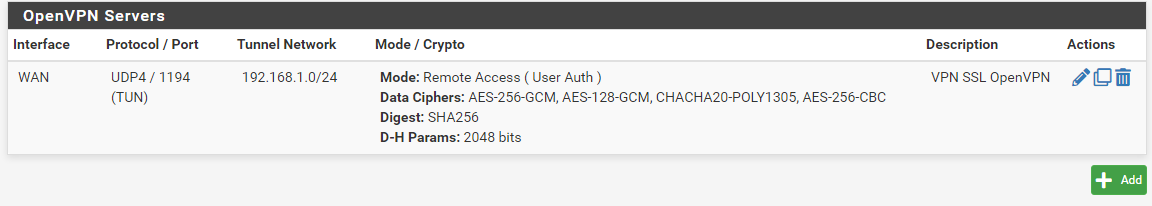 OpenVPN Servers
Interface Protocol / Port Tunnel Network Mode / Crypto Description Actions
WAN UDP4 / 1194 192.168.1.0/24 Mode: Remote Access ( User Auth ) VPN SSL OpenVPN
(TUN) Data Ciphers: AES-256-GCM, AES-128-GCM, CHACHA20-POLY1305, AES-256-CBC
Digest: SHA256
D-H Params: 2048 bits
Add